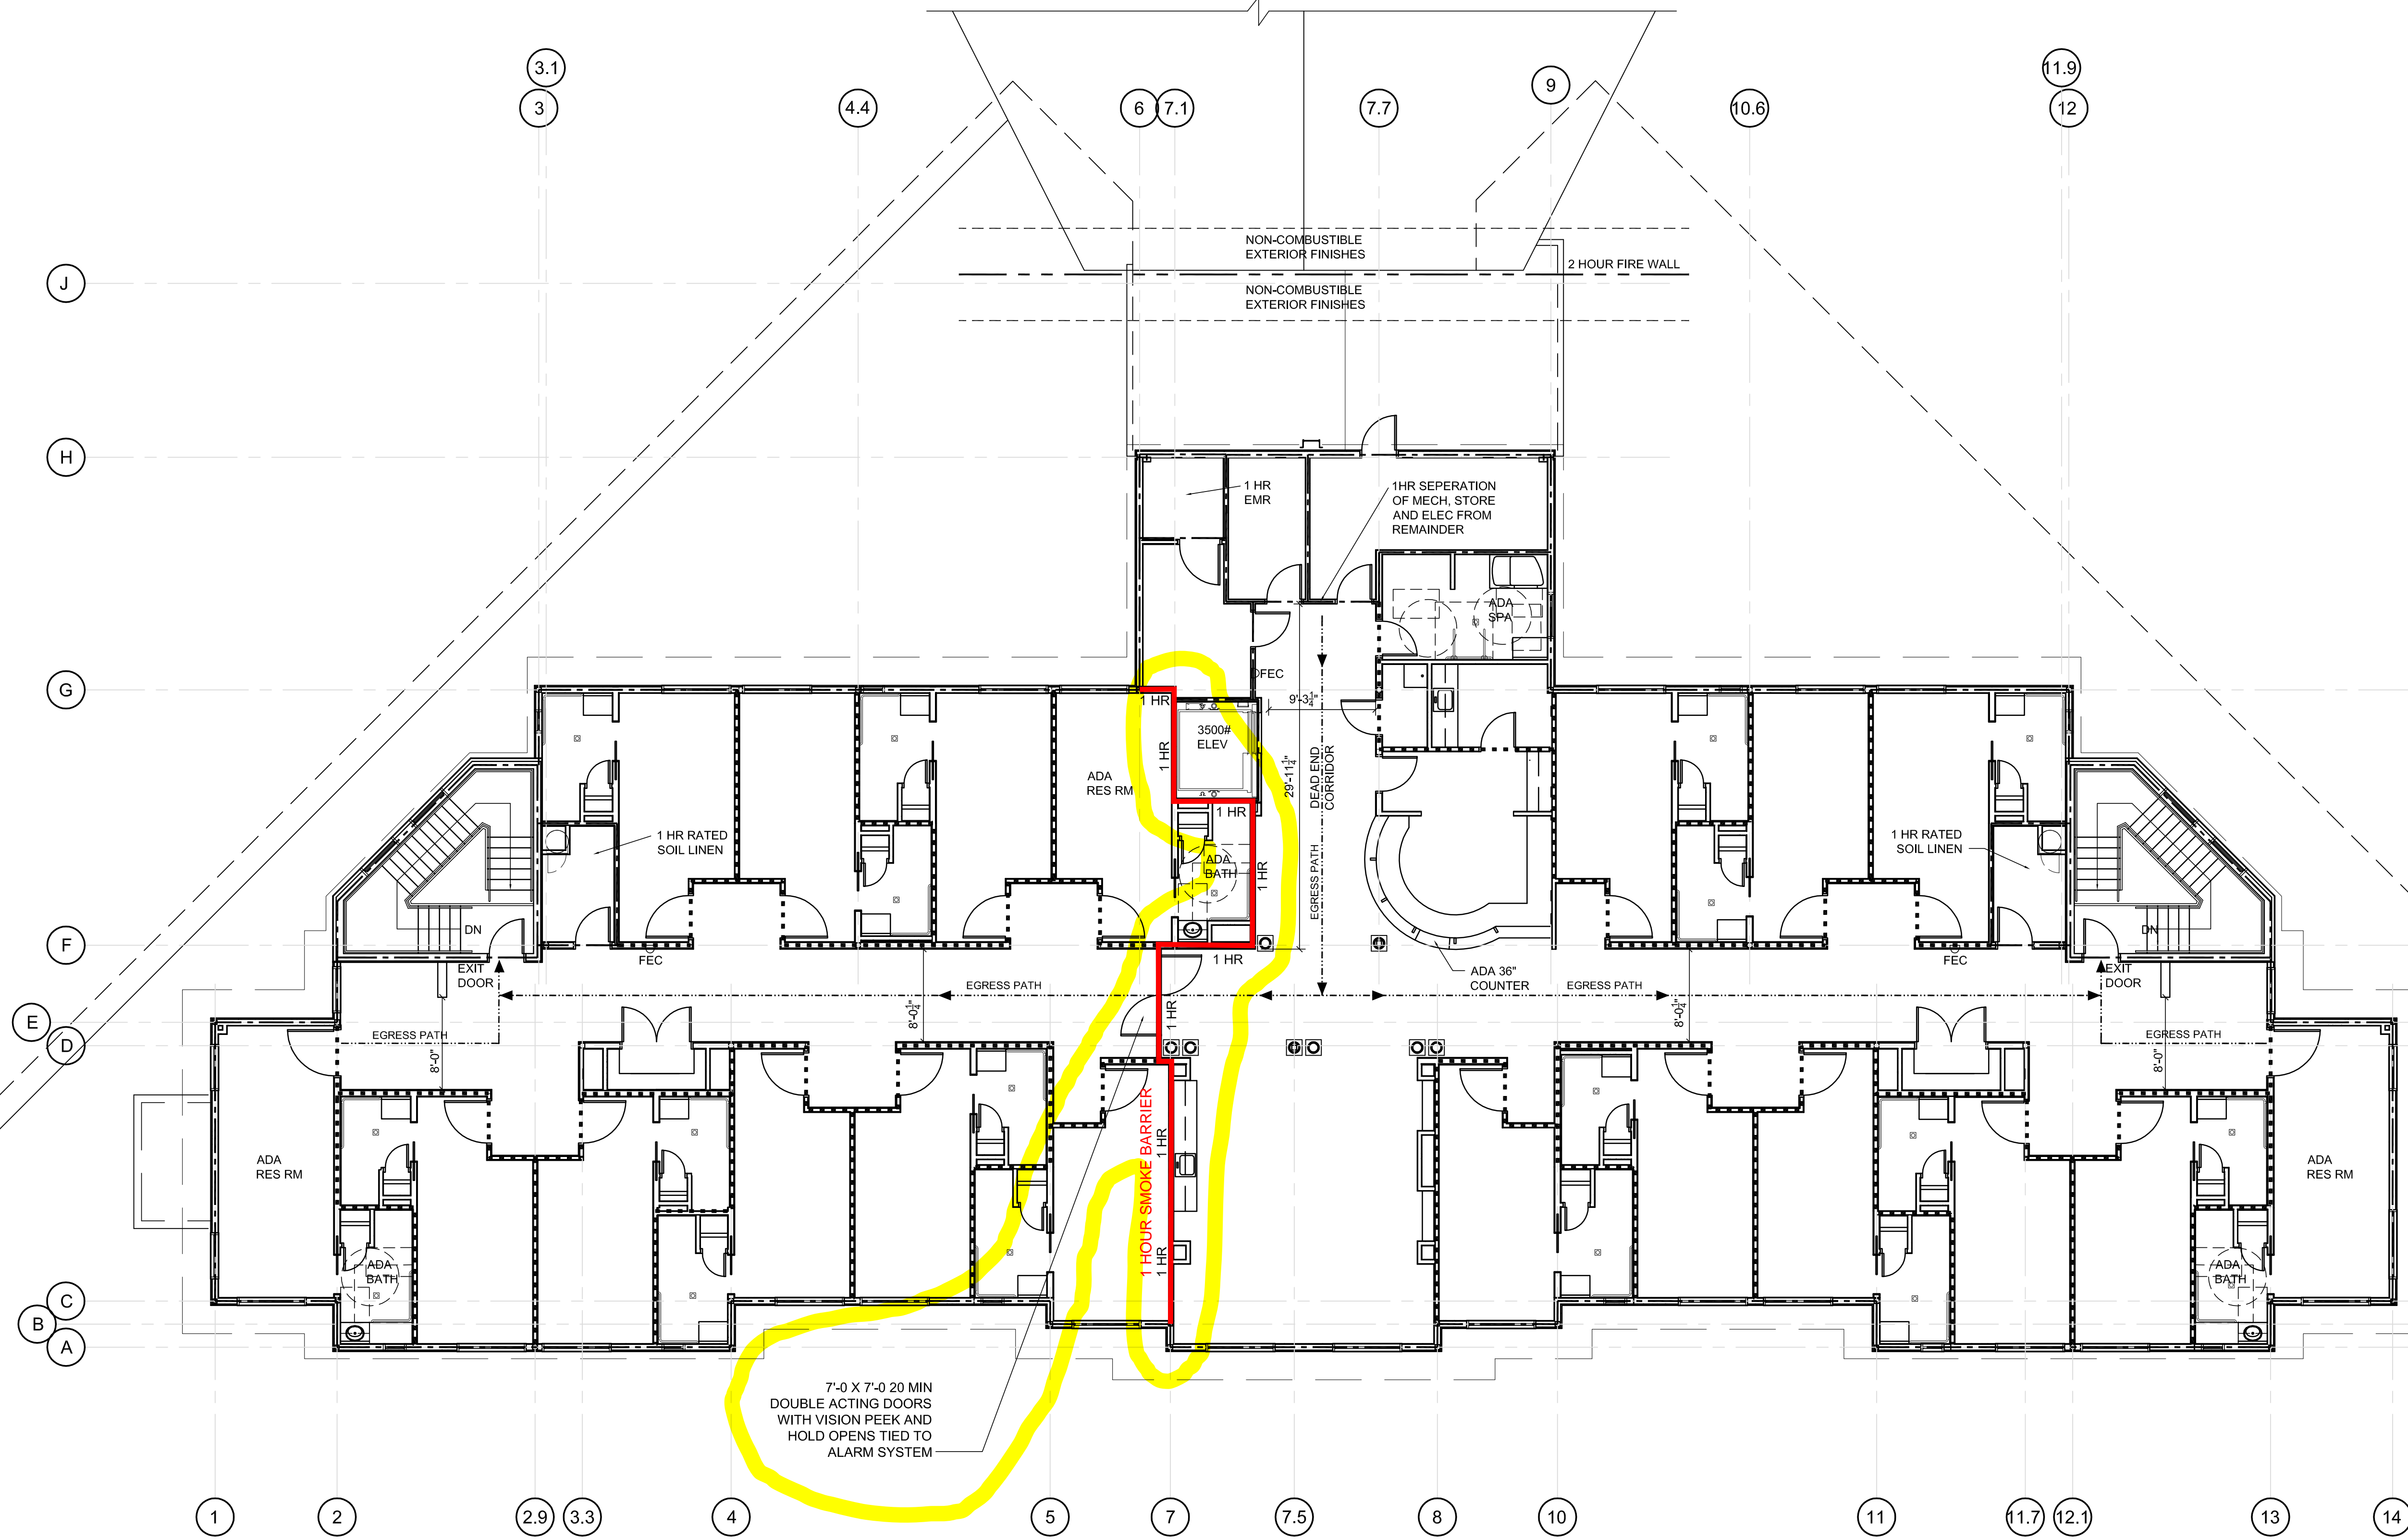 3.1
11.9
9
3
4.4
6
7.1
7.7
10.6
12
NON-COMBUSTIBLE
EXTERIOR FINISHES
2 HOUR FIRE WALL
J
NON-COMBUSTIBLE
EXTERIOR FINISHES
H
1 HR
EMR
1HR SEPERATION
OF MECH, STORE
AND ELEC FROM
REMAINDER
ADA
SPA
FEC
G
1 HR
9'-3 1/4"
3500#
ELEV
1 HR
ADA
RES RM
29'-11 1/4"
DEAD END
CORRIDOR
1 HR
1 HR RATED
SOIL LINEN
1 HR RATED
SOIL LINEN
ADA
BATH
1 HR
EGRESS PATH
DN
DN
F
FEC
1 HR
FEC
EXIT
DOOR
ADA 36"
COUNTER
EXIT
DOOR
EGRESS PATH
EGRESS PATH
E
8'-0 1/4"
1 HR
8'-0 1/4"
D
EGRESS PATH
EGRESS PATH
8'-0"
8'-0"
1 HOUR SMOKE BARRIER
1 HR
1 HR
ADA
RES RM
ADA
RES RM
ADA
BATH
ADA
BATH
C
B
A
7'-0 X 7'-0 20 MIN
DOUBLE ACTING DOORS
WITH VISION PEEK AND
HOLD OPENS TIED TO
ALARM SYSTEM
1
2
2.9
3.3
4
5
7
7.5
8
10
11
11.7
12.1
13
14